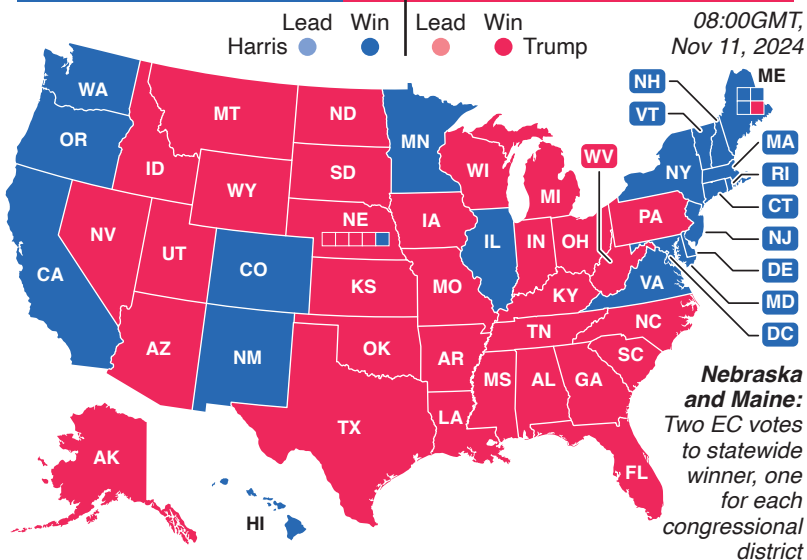 Lead Win Lead Win
Harris Trump
08:00GMT,
Nov 11, 2024
WA
OR
CA
NV
ID
MT
WY
UT
AZ
CO
NM
ND
SD
NE
KS
OK
TX
MN
IA
MO
AR
LA
WI
IL
MI
IN
OH
KY
TN
MS
AL
GA
FL
SC
NC
VA
WV
PA
NY
ME
NH
VT
MA
RI
CT
NJ
DE
MD
DC
AK
HI
Nebraska
and Maine:
Two EC votes
to statewide
winner, one
for each
congressional
district